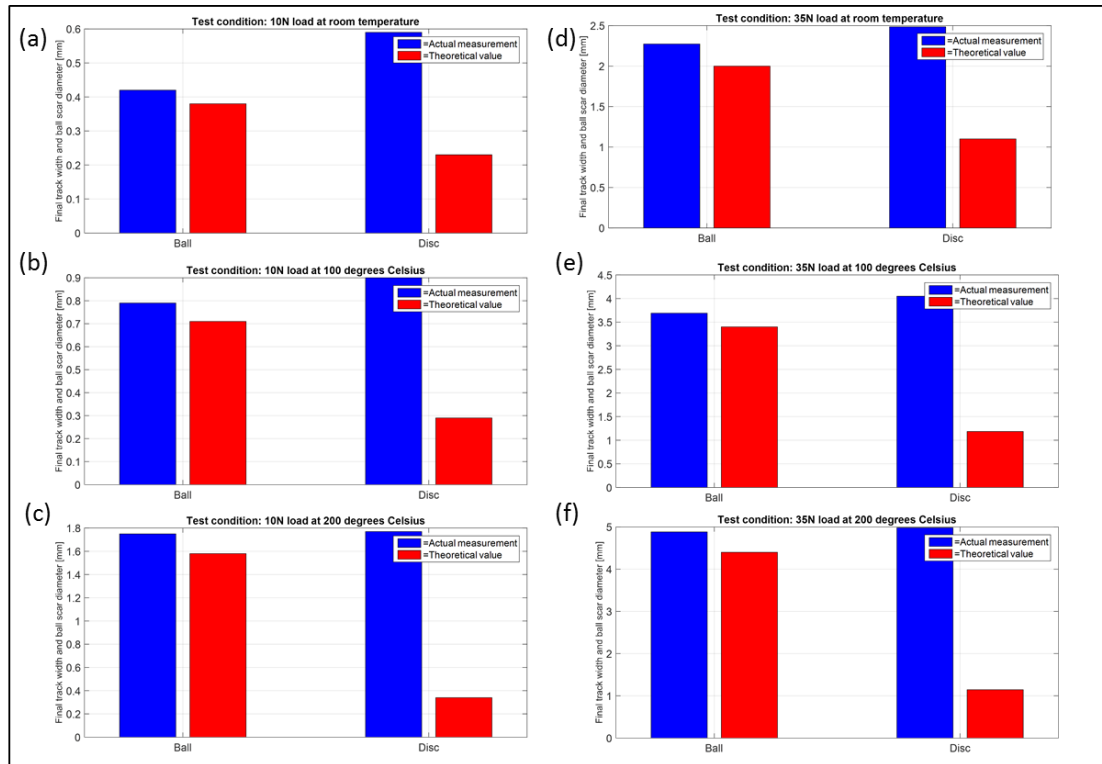 (a)
Test condition: 10N load at room temperature
Final track width and ball scar diameter [mm]
0.6
0.5
0.4
0.3
0.2
0.1
0
=Actual measurement
=Theoretical value
Ball
Disc
(b)
Test condition: 10N load at 100 degrees Celsius
Final track width and ball scar diameter [mm]
0.9
0.8
0.7
0.6
0.5
0.4
0.3
0.2
0.1
0
=Actual measurement
=Theoretical value
Ball
Disc
(c)
Test condition: 10N load at 200 degrees Celsius
Final track width and ball scar diameter [mm]
1.8
1.6
1.4
1.2
1
0.8
0.6
0.4
0.2
0
=Actual measurement
=Theoretical value
Ball
Disc
(d)
Test condition: 35N load at room temperature
Final track width and ball scar diameter [mm]
2.5
2
1.5
1
0.5
0
=Actual measurement
=Theoretical value
Ball
Disc
(e)
Test condition: 35N load at 100 degrees Celsius
Final track width and ball scar diameter [mm]
4.5
4
3.5
3
2.5
2
1.5
1
0.5
0
=Actual measurement
=Theoretical value
Ball
Disc
(f)
Test condition: 35N load at 200 degrees Celsius
Final track width and ball scar diameter [mm]
5
4
3
2
1
0
=Actual measurement
=Theoretical value
Ball
Disc